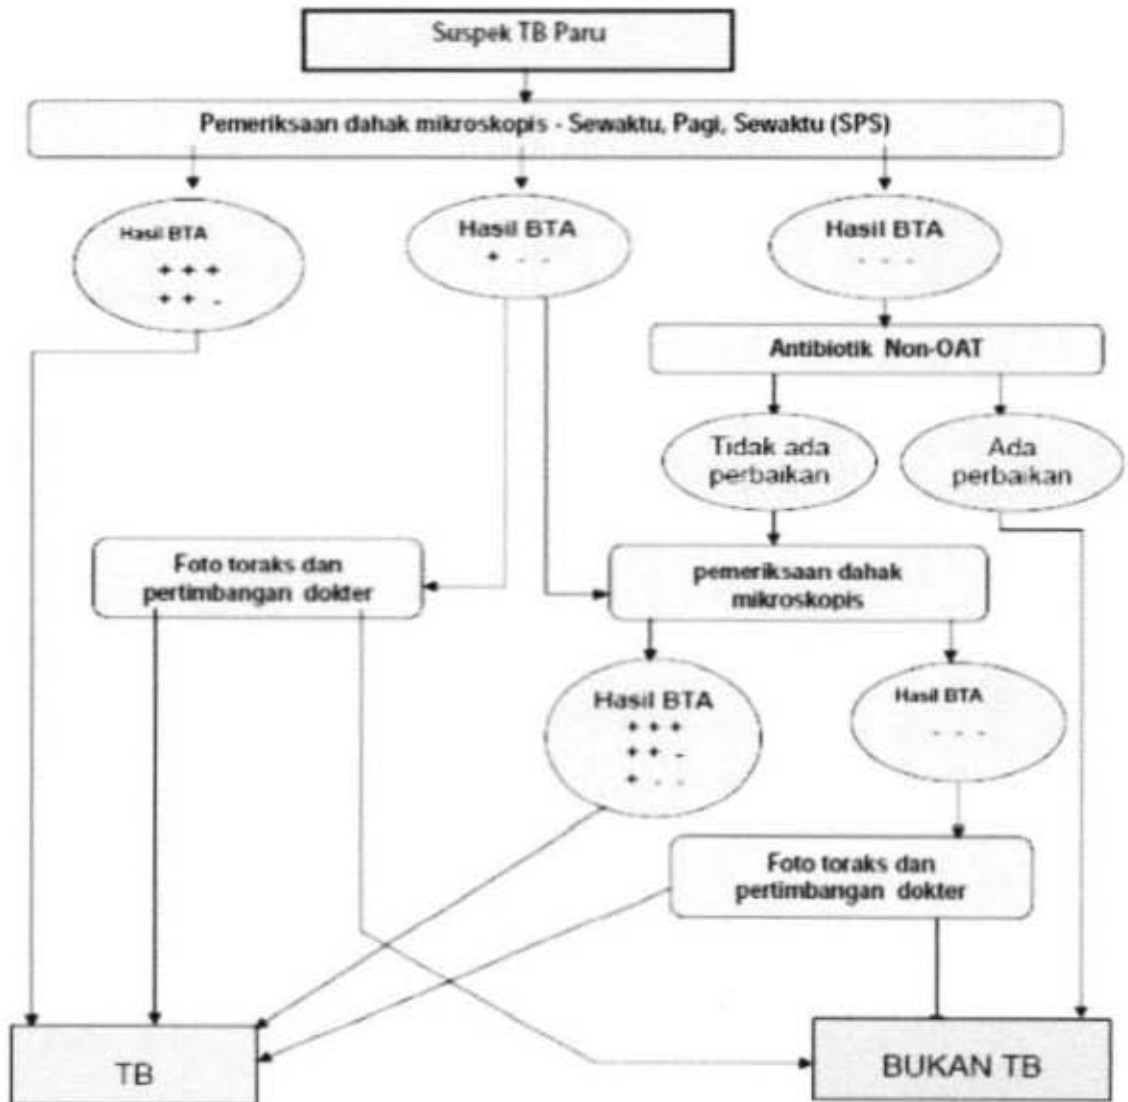 Suspek TB Paru
Pemeriksaan dahak mikroskopis - Sewaktu, Pagi, Sewaktu (SPS)
Hasil BTA
+ + +
+ + -
Hasil BTA
+ - -
Hasil BTA
- - -
Antibiotik Non-OAT
Tidak ada
perbaikan
Ada
perbaikan
Foto toraks dan
pertimbangan dokter
pemeriksaan dahak
mikroskopis
Hasil BTA
+ + +
+ + -
+ - -
Hasil BTA
- - -
Foto toraks dan
pertimbangan dokter
TB
BUKAN TB